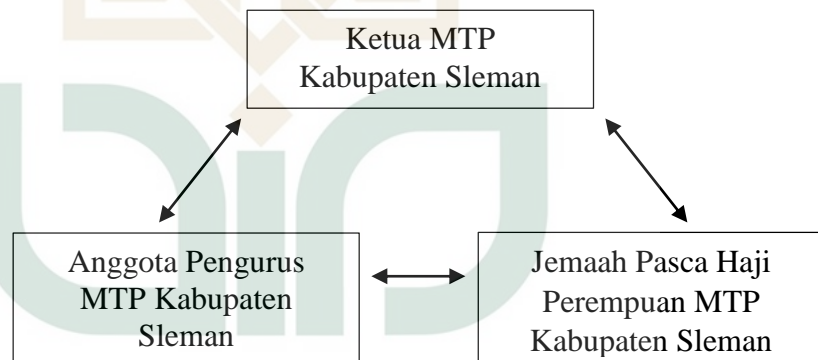 Ketua MTP
Kabupaten Sleman
Anggota Pengurus
MTP Kabupaten
Sleman
Jemaah Pasca Haji
Perempuan MTP
Kabupaten Sleman